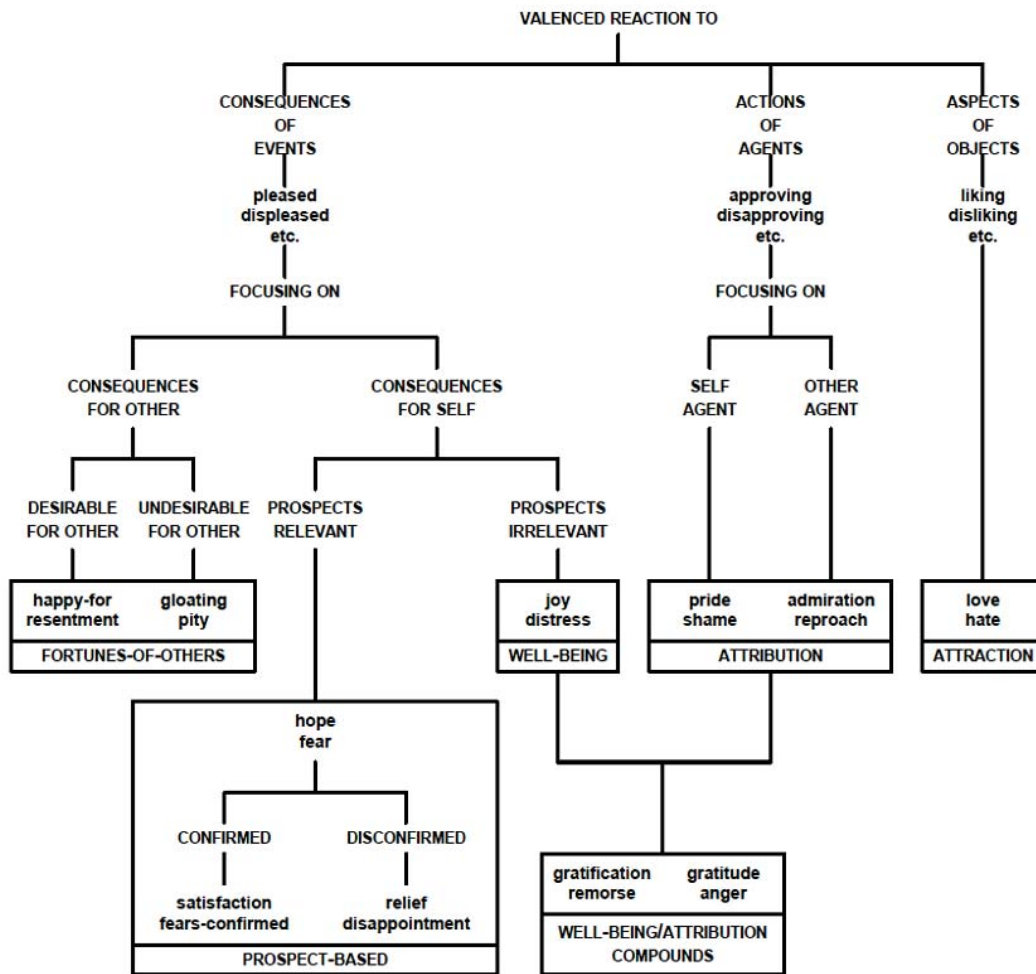 VALENCED REACTION TO
CONSEQUENCES
OF
EVENTS
ACTIONS
OF
AGENTS
ASPECTS
OF
OBJECTS
pleased
displeased
etc.
approving
disapproving
etc.
liking
disliking
etc.
FOCUSING ON
FOCUSING ON
CONSEQUENCES
FOR OTHER
CONSEQUENCES
FOR SELF
SELF
AGENT
OTHER
AGENT
DESIRABLE
FOR OTHER
UNDESIRABLE
FOR OTHER
PROSPECTS
RELEVANT
PROSPECTS
IRRELEVANT
happy-for
resentment
gloating
pity
FORTUNES-OF-OTHERS
joy
distress
WELL-BEING
pride
shame
admiration
reproach
ATTRIBUTION
love
hate
ATTRACTION
hope
fear
CONFIRMED
DISCONFIRMED
satisfaction
fears-confirmed
relief
disappointment
PROSPECT-BASED
gratification
remorse
gratitude
anger
WELL-BEING/ATTRIBUTION
COMPOUNDS